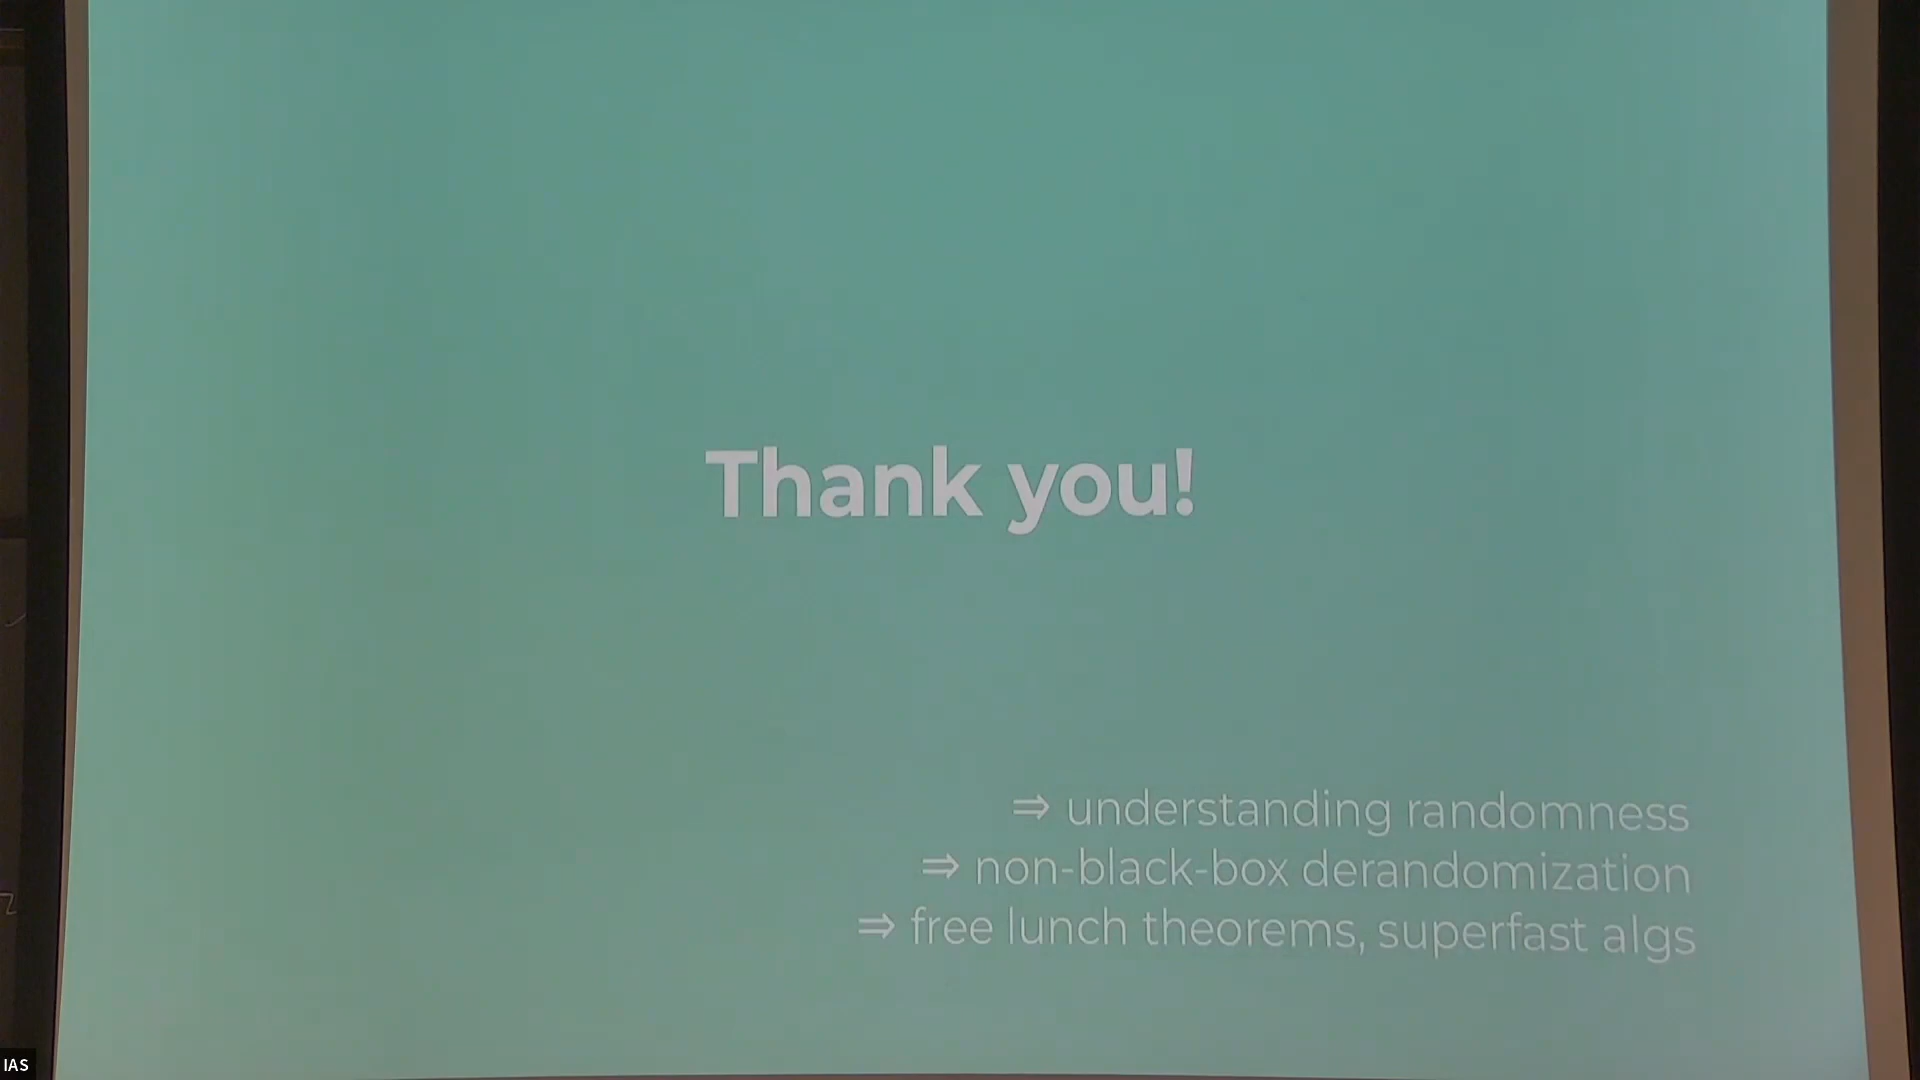 Thank you!
⇒ understanding randomness
⇒ non-black-box derandomization
⇒ free lunch theorems, superfast algs
IAS